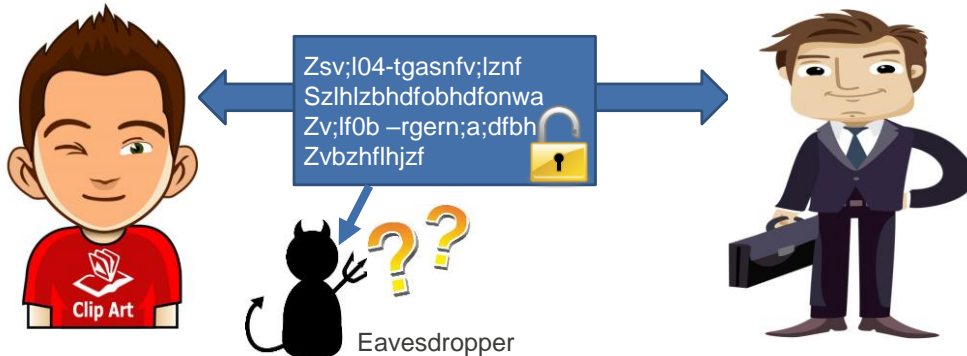 Zsv;l04-tgasnfv;lznf
Szlhlzbhdfobhdfonwa
Zv;lf0b –rgern;a;dfbh
Zvbzhflhjzf
Clip Art
Eavesdropper